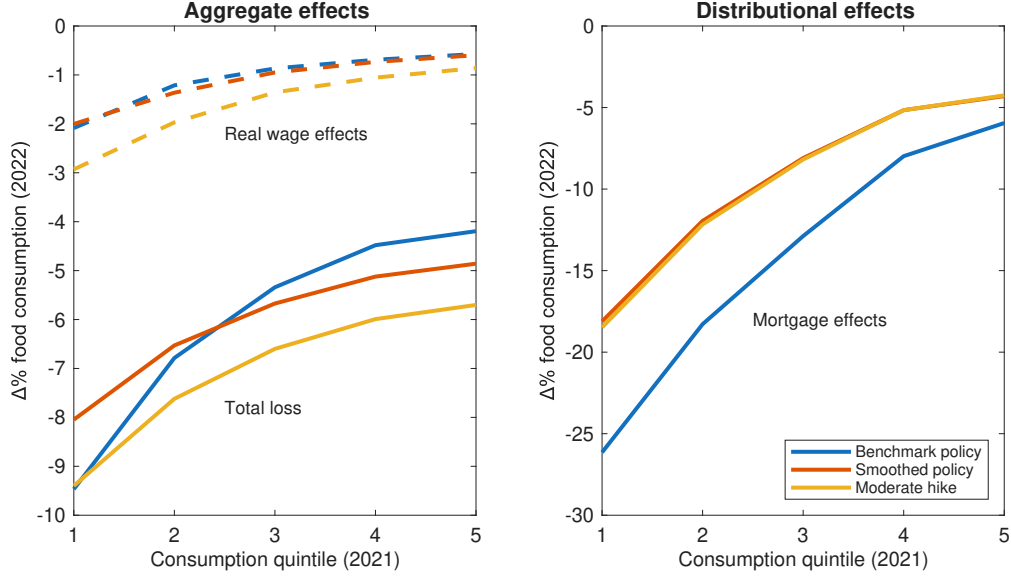 Aggregate effects
0
-1
-2
-3
-4
-5
-6
-7
-8
-9
-10
Δ% food consumption (2022)
Real wage effects
Total loss
1 2 3 4 5
Consumption quintile (2021)
Distributional effects
-0
-5
-10
-15
-20
-25
-30
Δ% food consumption (2022)
Mortgage effects
Benchmark policy
Smoothed policy
Moderate hike
1 2 3 4 5
Consumption quintile (2021)